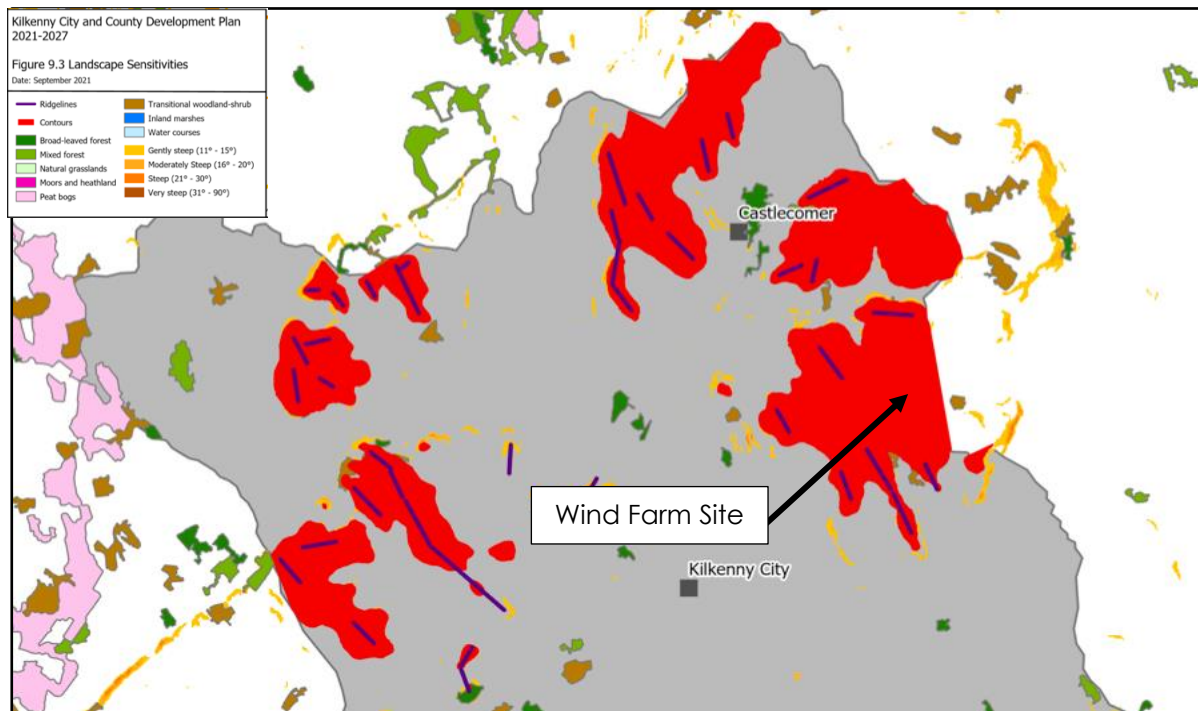 Kilkenny City and County Development Plan
2021-2027
Figure 9.3 Landscape Sensitivities
Date: September 2021
Ridgelines
Contours
Broad-leaved forest
Mixed forest
Natural grasslands
Moors and heathland
Peat bogs
Transitional woodland-shrub
Inland marshes
Water courses
Gently steep (11° - 15°)
Moderately Steep (16° - 20°)
Steep (21° - 30°)
Very steep (31° - 90°)
Castlecomer
Wind Farm Site
Kilkenny City